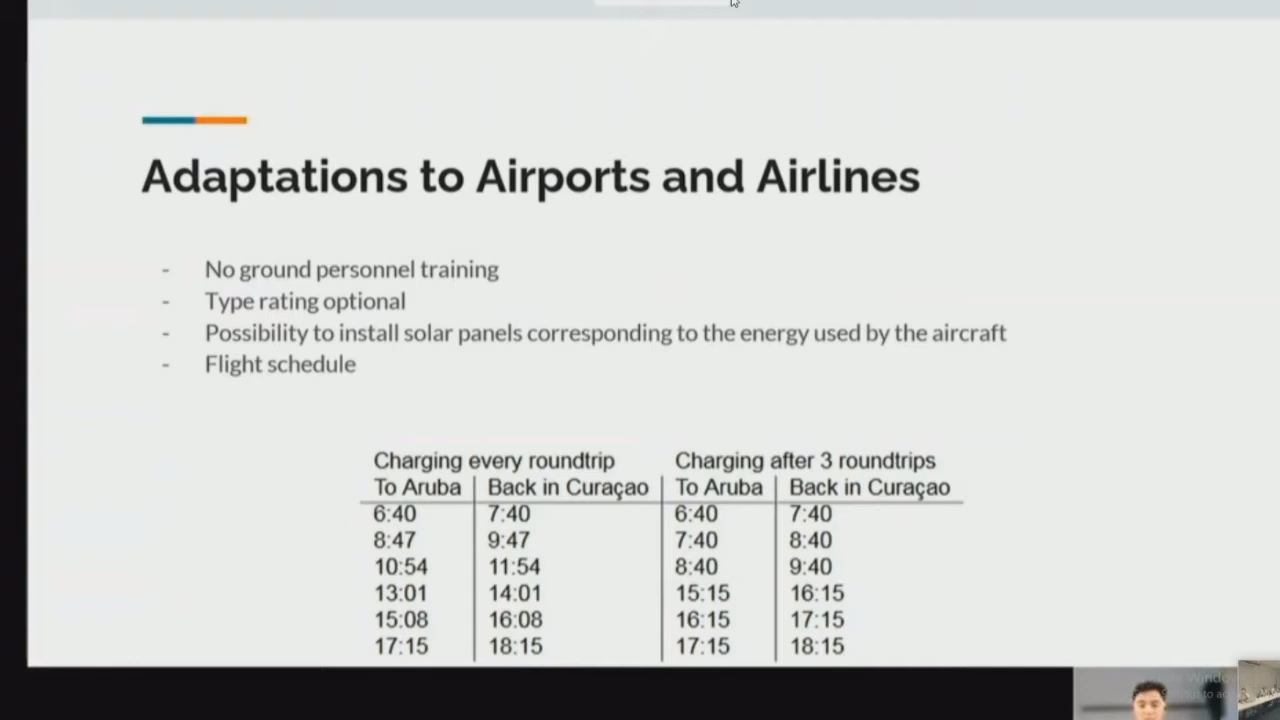 Adaptations to Airports and Airlines
- No ground personnel training
- Type rating optional
- Possibility to install solar panels corresponding to the energy used by the aircraft
- Flight schedule
Charging every roundtrip Charging after 3 roundtrips
To Aruba Back in Curaçao To Aruba Back in Curaçao
6:40 7:40 6:40 7:40
8:47 9:47 7:40 8:40
10:54 11:54 8:40 9:40
13:01 14:01 15:15 16:15
15:08 16:08 16:15 17:15
17:15 18:15 17:15 18:15